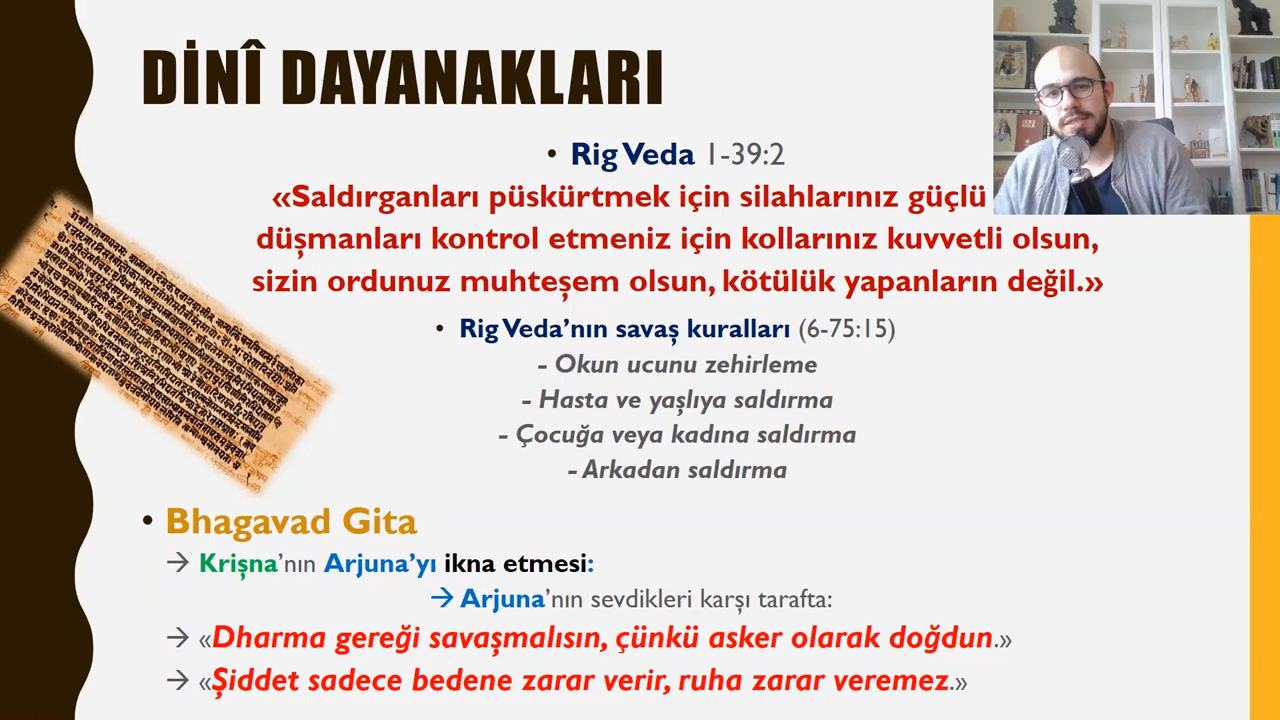 DİNÎ DAYANAKLARI
• Rig Veda 1-39:2
«Saldırganları püskürtmek için silahlarınız güçlü
düşmanları kontrol etmeniz için kollarınız kuvvetli olsun,
sizin ordunuz muhteşem olsun, kötülük yapanların değil.»
• Rig Veda’nın savaş kuralları (6-75:15)
- Okun ucunu zehirleme
- Hasta ve yaşlıya saldırma
- Çocuğa veya kadına saldırma
- Arkadan saldırma
• Bhagavad Gita
→ Krişna’nın Arjuna’yı ikna etmesi:
→ Arjuna’nın sevdikleri karşı tarafta:
→ «Dharma gereği savaşmalısın, çünkü asker olarak doğdun.»
→ «Şiddet sadece bedene zarar verir, ruha zarar veremez.»